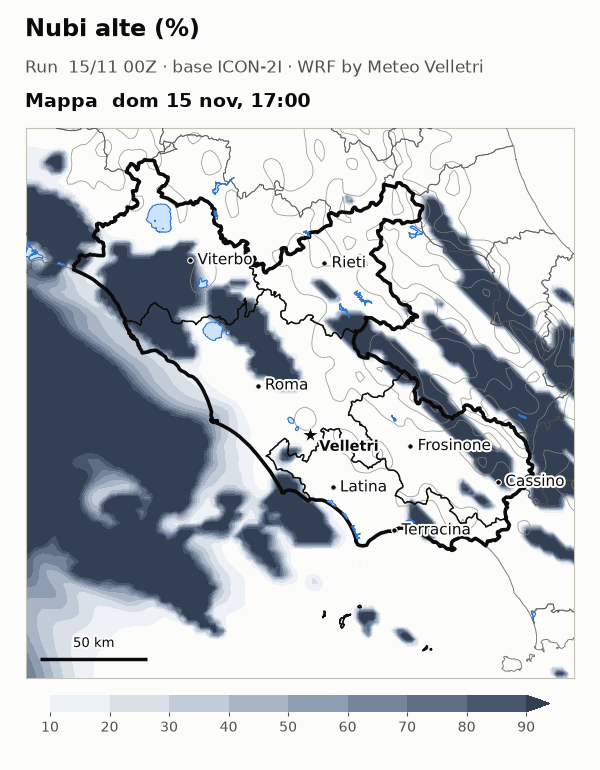 Nubi alte (%)
Run  15/11 00Z · base ICON-2I · WRF by Meteo Velletri
Mappa  dom 15 nov, 17:00
Viterbo
Rieti
Roma
Velletri
Frosinone
Cassino
Latina
Terracina
50 km
10 20 30 40 50 60 70 80 90